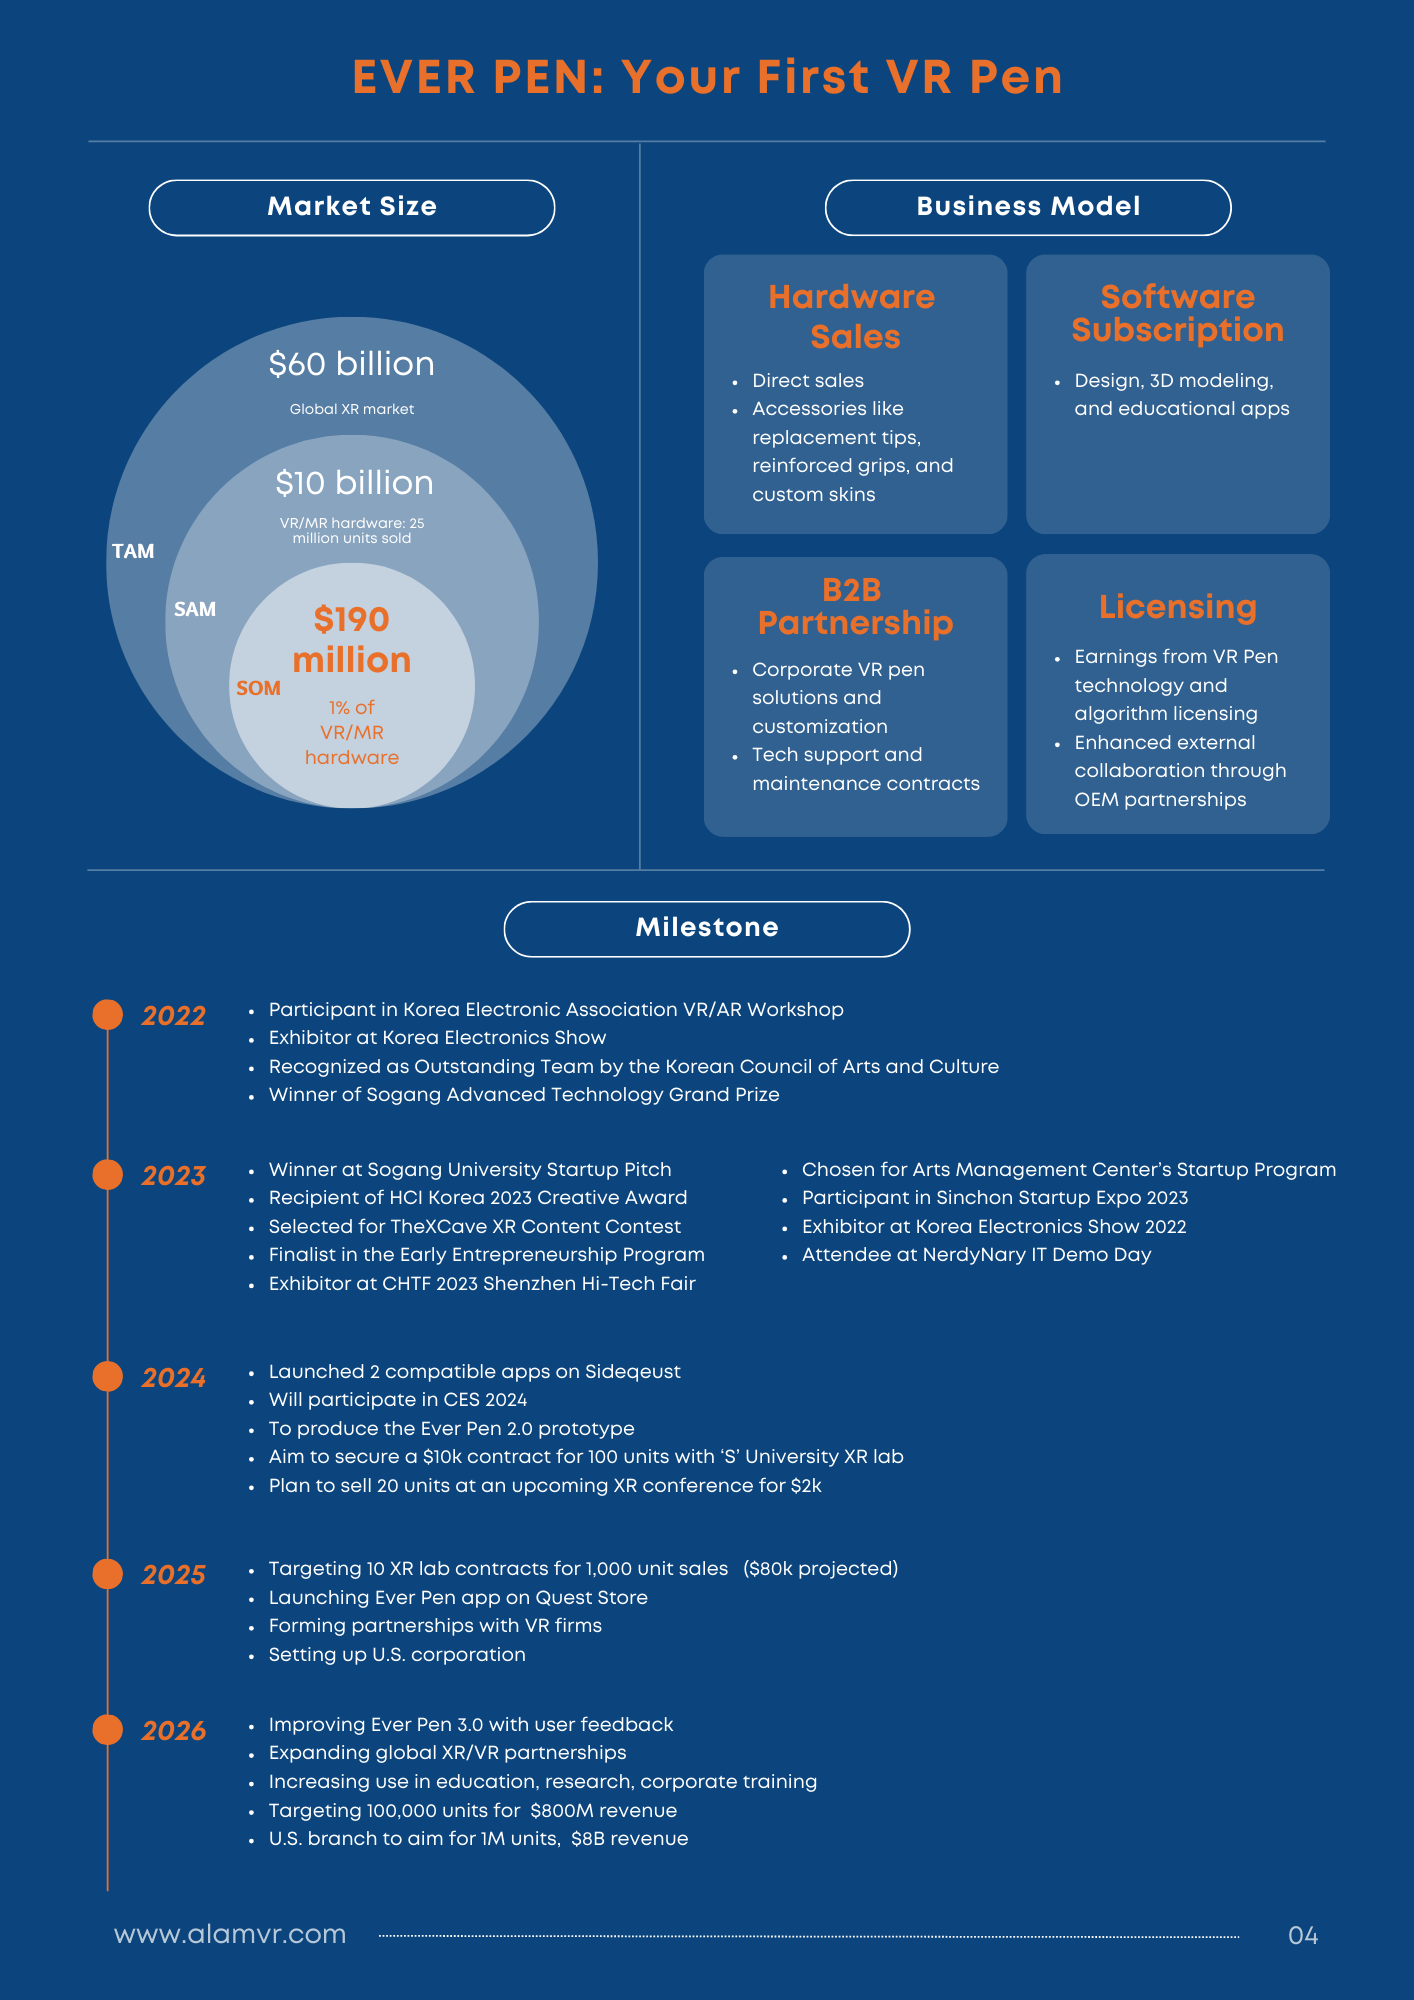 EVER PEN: Your First VR Pen
Market Size
$60 billion
Global XR market
$10 billion
VR/MR hardware: 25
million units sold
TAM
SAM
$190
million
SOM
1% of
VR/MR
hardware
Business Model
Hardware
Sales
• Direct sales
• Accessories like
replacement tips,
reinforced grips, and
custom skins
Software
Subscription
• Design, 3D modeling,
and educational apps
B2B
Partnership
• Corporate VR pen
solutions and
customization
• Tech support and
maintenance contracts
Licensing
• Earnings from VR Pen
technology and
algorithm licensing
• Enhanced external
collaboration through
OEM partnerships
Milestone
2022
• Participant in Korea Electronic Association VR/AR Workshop
• Exhibitor at Korea Electronics Show
• Recognized as Outstanding Team by the Korean Council of Arts and Culture
• Winner of Sogang Advanced Technology Grand Prize
2023
• Winner at Sogang University Startup Pitch
• Recipient of HCI Korea 2023 Creative Award
• Selected for TheXCave XR Content Contest
• Finalist in the Early Entrepreneurship Program
• Exhibitor at CHTF 2023 Shenzhen Hi-Tech Fair
• Chosen for Arts Management Center’s Startup Program
• Participant in Sinchon Startup Expo 2023
• Exhibitor at Korea Electronics Show 2022
• Attendee at NerdyNary IT Demo Day
2024
• Launched 2 compatible apps on Sideqeust
• Will participate in CES 2024
• To produce the Ever Pen 2.0 prototype
• Aim to secure a $10k contract for 100 units with ‘S’ University XR lab
• Plan to sell 20 units at an upcoming XR conference for $2k
2025
• Targeting 10 XR lab contracts for 1,000 unit sales ($80k projected)
• Launching Ever Pen app on Quest Store
• Forming partnerships with VR firms
• Setting up U.S. corporation
2026
• Improving Ever Pen 3.0 with user feedback
• Expanding global XR/VR partnerships
• Increasing use in education, research, corporate training
• Targeting 100,000 units for $800M revenue
• U.S. branch to aim for 1M units, $8B revenue
www.alamvr.com
04